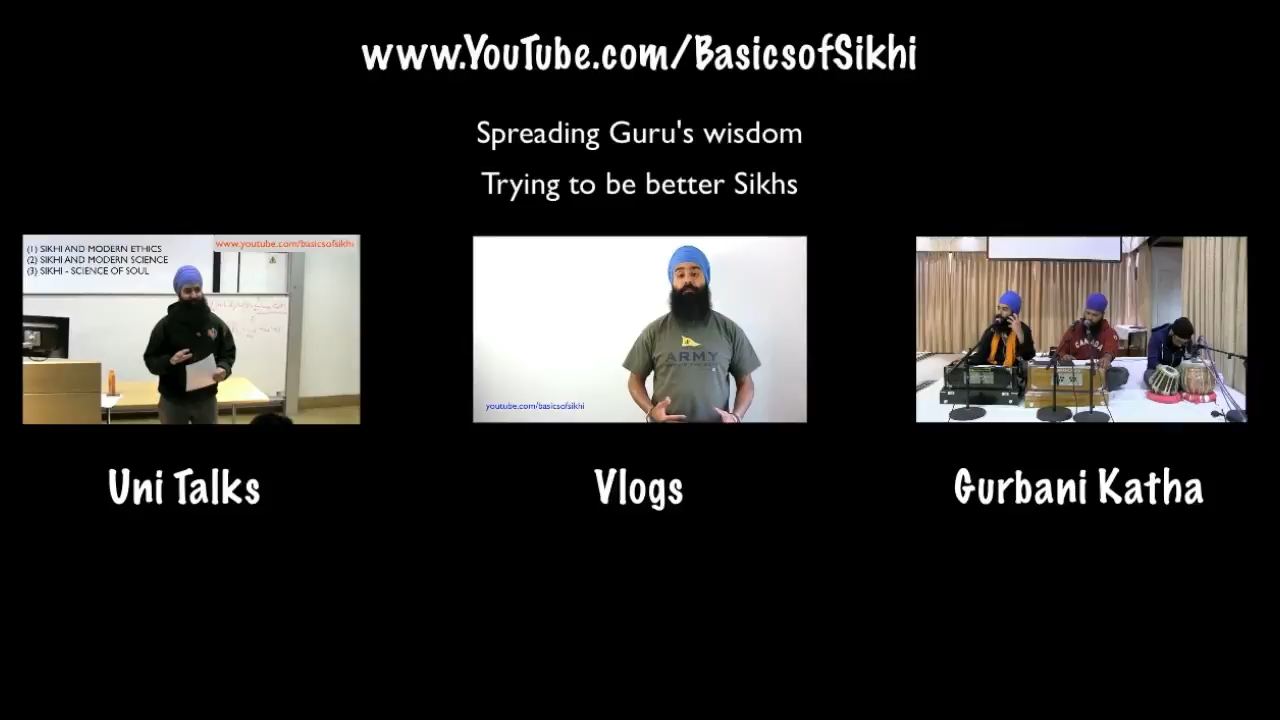 www.YouTube.com/BasicsofSikhi
Spreading Guru's wisdom
Trying to be better Sikhs
(1) SIKHI AND MODERN ETHICS
(2) SIKHI AND MODERN SCIENCE
(3) SIKHI - SCIENCE OF SOUL
www.youtube.com/basicsofsikhi
ARMY
youtube.com/basicsofsikhi
CANADA
Uni Talks
Vlogs
Gurbani Katha